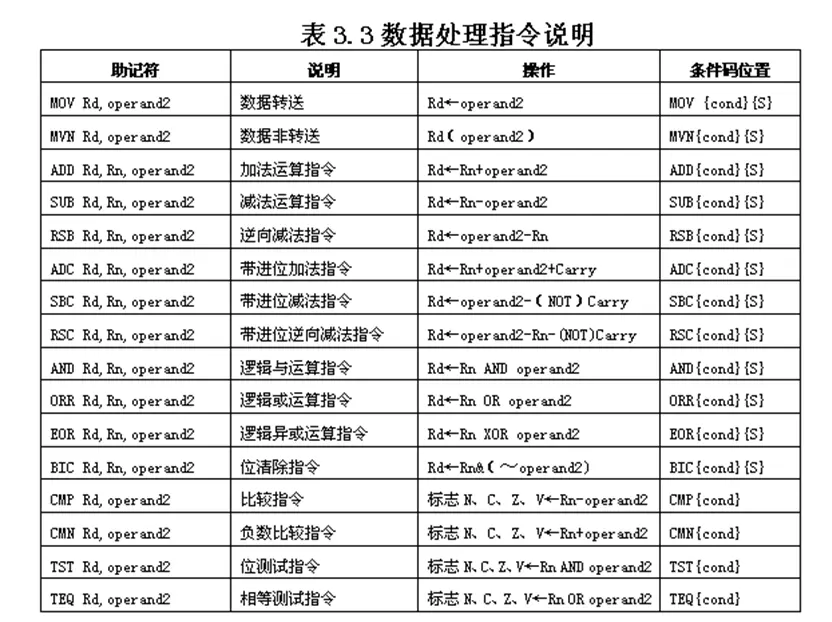 表 3.3 数据处理指令说明
助记符 说明 操作 条件码位置
MOV Rd,operand2 数据转送 Rd←operand2 MOV {cond}{S}
MVN Rd,operand2 数据非转送 Rd(operand2) MVN{cond}{S}
ADD Rd,Rn,operand2 加法运算指令 Rd←Rn+operand2 ADD{cond}{S}
SUB Rd,Rn,operand2 减法运算指令 Rd←Rn-operand2 SUB{cond}{S}
RSB Rd,Rn,operand2 逆向减法指令 Rd←operand2-Rn RSB{cond}{S}
ADC Rd,Rn,operand2 带进位加法指令 Rd←Rn+operand2+Carry ADC{cond}{S}
SBC Rd,Rn,operand2 带进位减法指令 Rd←operand2-(NOT)Carry SBC{cond}{S}
RSC Rd,Rn,operand2 带进位逆向减法指令 Rd←operand2-Rn-(NOT)Carry RSC{cond}{S}
AND Rd,Rn,operand2 逻辑与运算指令 Rd←Rn AND operand2 AND{cond}{S}
ORR Rd,Rn,operand2 逻辑或运算指令 Rd←Rn OR operand2 ORR{cond}{S}
EOR Rd,Rn,operand2 逻辑异或运算指令 Rd←Rn XOR operand2 EOR{cond}{S}
BIC Rd,Rn,operand2 位清除指令 Rd←Rn&(~operand2) BIC{cond}{S}
CMP Rd,operand2 比较指令 标志 N、C、Z、V←Rn-operand2 CMP{cond}
CMN Rd,operand2 负数比较指令 标志 N、C、Z、V←Rn+operand2 CMN{cond}
TST Rd,operand2 位测试指令 标志 N、C、Z、V←Rn AND operand2 TST{cond}
TEQ Rd,operand2 相等测试指令 标志 N、C、Z、V←Rn OR operand2 TEQ{cond}